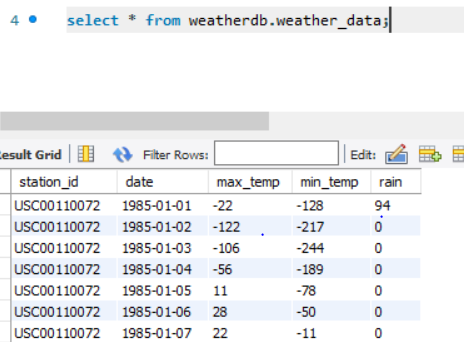 4 select * from weatherdb.weather_data;
Result Grid Filter Rows: Edit:
station_id date max_temp min_temp rain
USC00110072 1985-01-01 -22 -128 94
USC00110072 1985-01-02 -122 -217 0
USC00110072 1985-01-03 -106 -244 0
USC00110072 1985-01-04 -56 -189 0
USC00110072 1985-01-05 11 -78 0
USC00110072 1985-01-06 28 -50 0
USC00110072 1985-01-07 22 -11 0